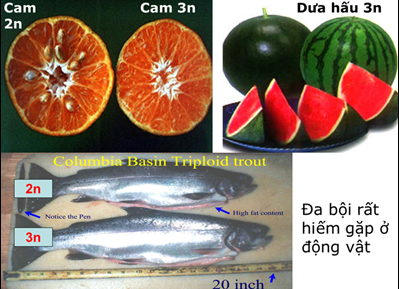 Cam
2n
Cam 3n
Dưa hấu 3n
Columbia Basin Triploid trout
2n
Notice the Pen
High fat content
3n
20 inch
Đa bội rất
hiếm gặp ở
động vật